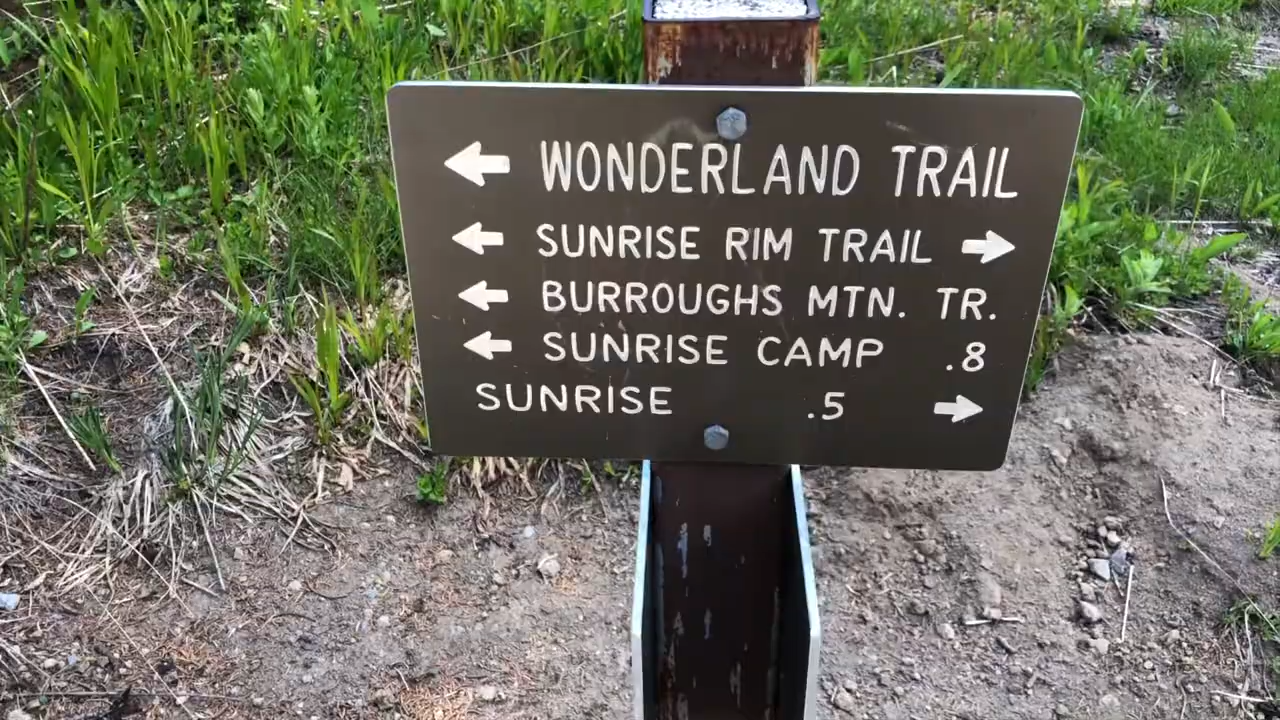 ← WONDERLAND TRAIL
← SUNRISE RIM TRAIL →
← BURROUGHS MTN. TR.
← SUNRISE CAMP .8
SUNRISE .5 →